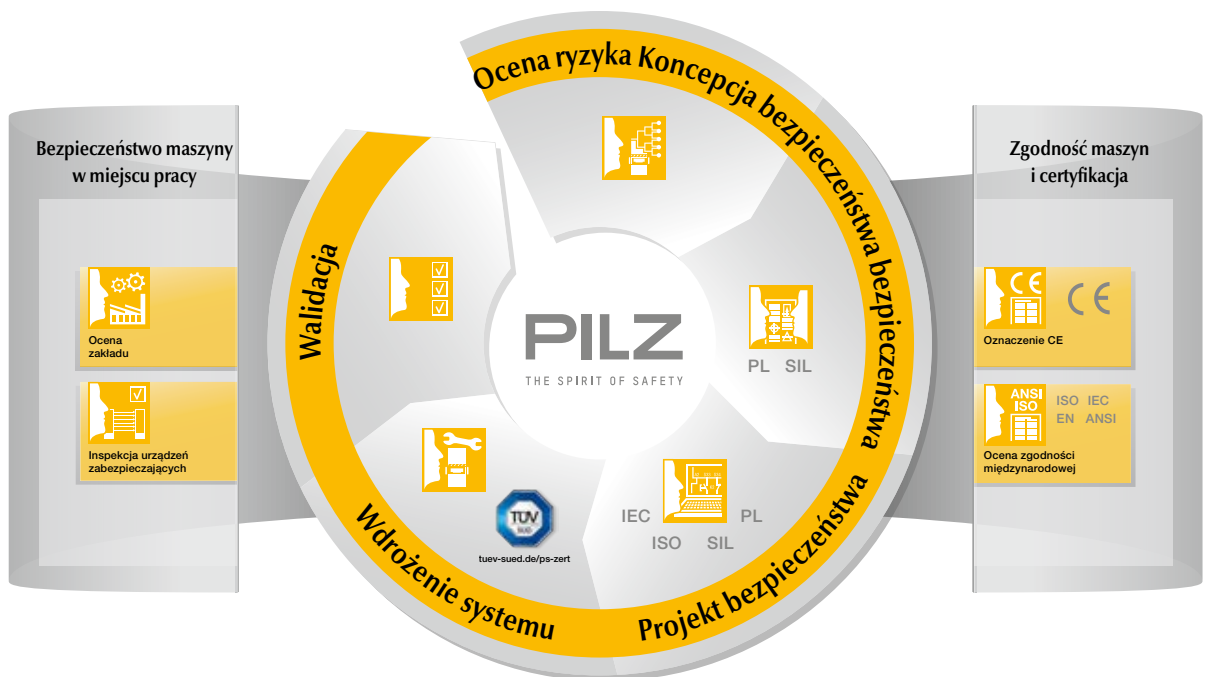 Bezpieczeństwo maszyny
w miejscu pracy
Ocena
zakładu
Inspekcja urządzeń
zabezpieczających
Ocena ryzyka Koncepcja bezpieczeństwa bezpieczeństwa
PL SIL
Projekt bezpieczeństwa
IEC PL
ISO SIL
Wdrożenie systemu
TÜV
SÜD
tuev-sued.de/ps-zert
Walidacja
PILZ
THE SPIRIT OF SAFETY
Zgodność maszyn
i certyfikacja
CE CE
Oznaczenie CE
ANSI
ISO
ISO IEC
EN ANSI
Ocena zgodności
międzynarodowej